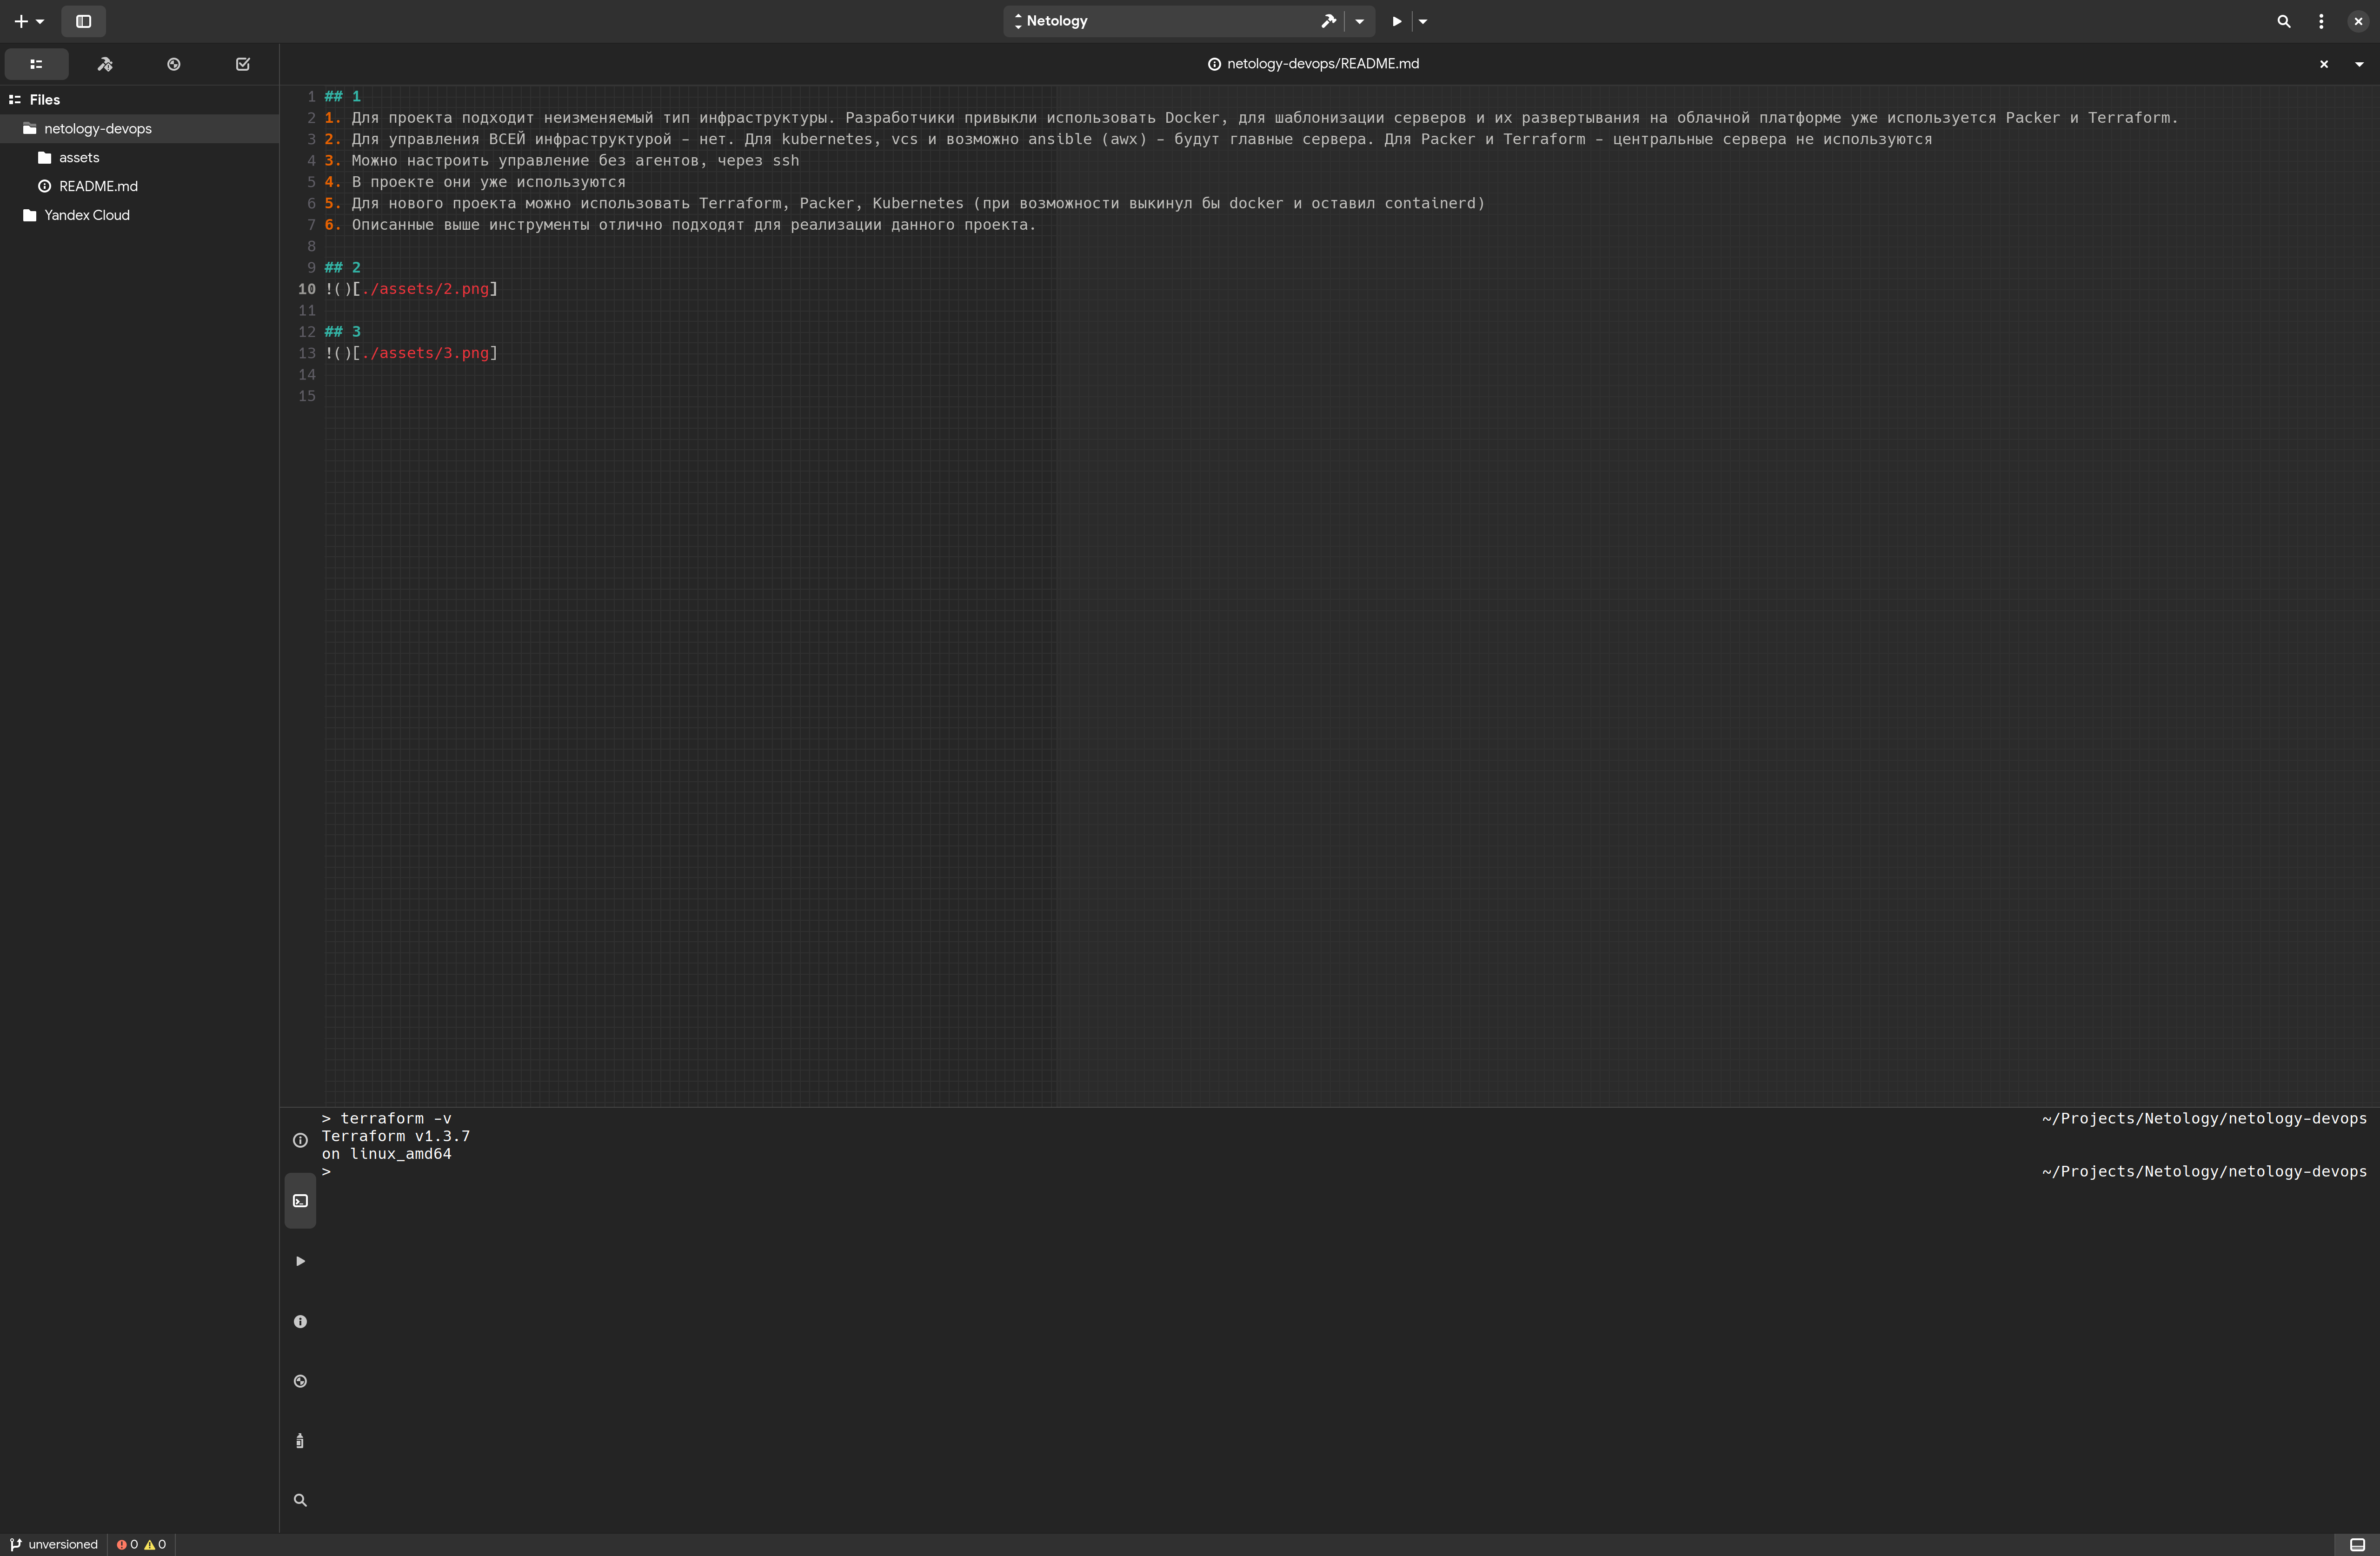 Netology
netology-devops/README.md
Files
netology-devops
assets
README.md
Yandex Cloud
1 ## 1
2 1. Для проекта подходит неизменяемый тип инфраструктуры. Разработчики привыкли использовать Docker, для шаблонизации серверов и их развертывания на облачной платформе уже используется Packer и Terraform.
3 2. Для управления ВСЕЙ инфраструктурой - нет. Для kubernetes, vcs и возможно ansible (awx) - будут главные сервера. Для Packer и Terraform - центральные сервера не используются
4 3. Можно настроить управление без агентов, через ssh
5 4. В проекте они уже используются
6 5. Для нового проекта можно использовать Terraform, Packer, Kubernetes (при возможности выкинул бы docker и оставил containerd)
7 6. Описанные выше инструменты отлично подходят для реализации данного проекта.
8
9 ## 2
10 !()[./assets/2.png]
11
12 ## 3
13 !()[./assets/3.png]
14
15
> terraform -v ~/Projects/Netology/netology-devops
Terraform v1.3.7
on linux_amd64
> ~/Projects/Netology/netology-devops
unversioned 0 0